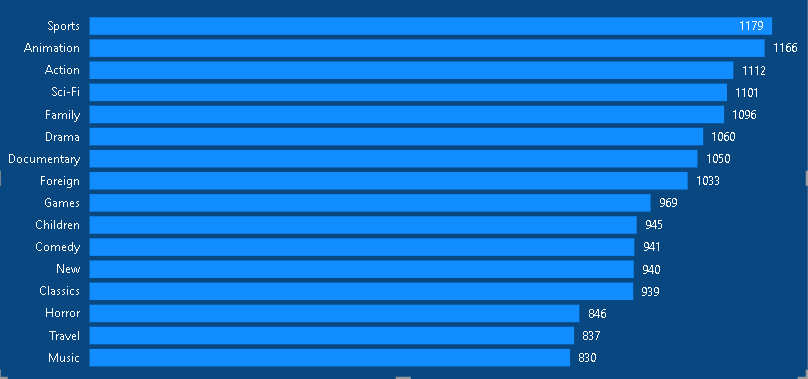 Sports 1179
Animation 1166
Action 1112
Sci-Fi 1101
Family 1096
Drama 1060
Documentary 1050
Foreign 1033
Games 969
Children 945
Comedy 941
New 940
Classics 939
Horror 846
Travel 837
Music 830